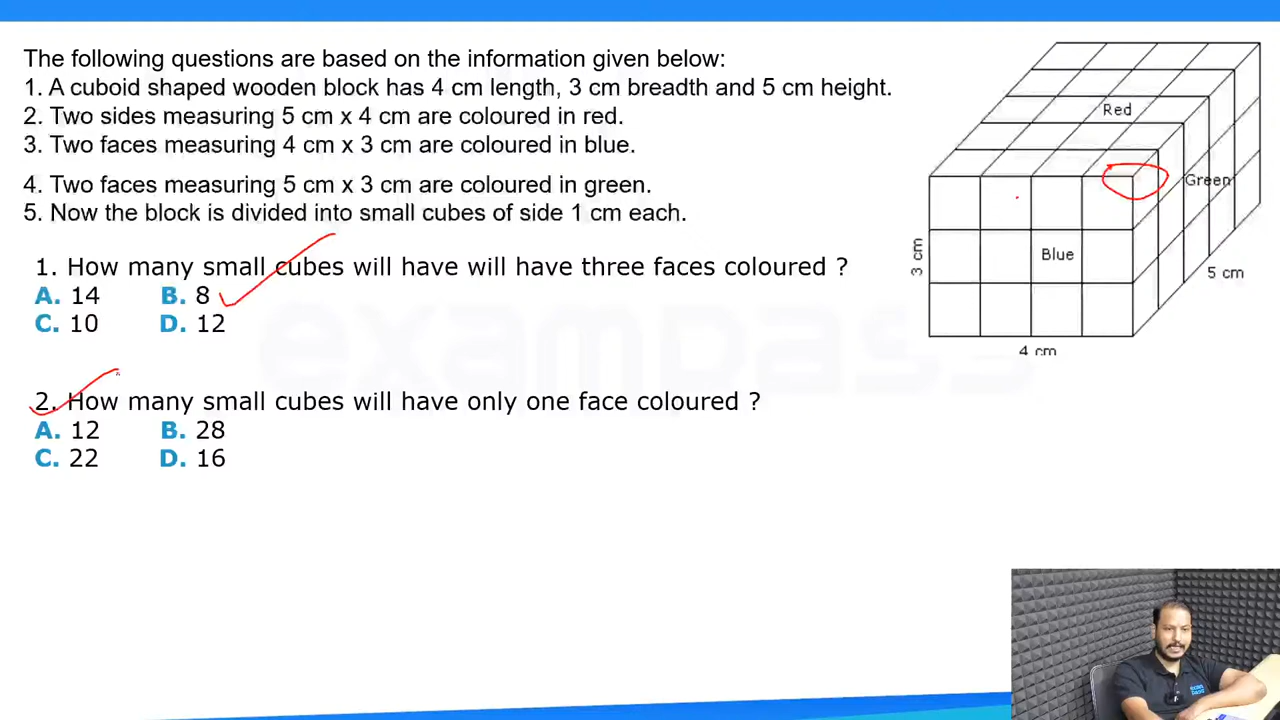 The following questions are based on the information given below:
1. A cuboid shaped wooden block has 4 cm length, 3 cm breadth and 5 cm height.
2. Two sides measuring 5 cm x 4 cm are coloured in red.
3. Two faces measuring 4 cm x 3 cm are coloured in blue.
4. Two faces measuring 5 cm x 3 cm are coloured in green.
5. Now the block is divided into small cubes of side 1 cm each.
1. How many small cubes will have will have three faces coloured ?
A. 14 B. 8
C. 10 D. 12
2. How many small cubes will have only one face coloured ?
A. 12 B. 28
C. 22 D. 16
Red
Green
Blue
3 cm
5 cm
4 cm
exampass